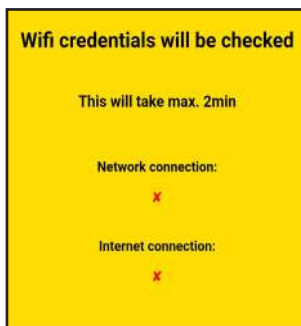 Wifi credentials will be checked
This will take max. 2min
Network connection:
✘
Internet connection:
✘